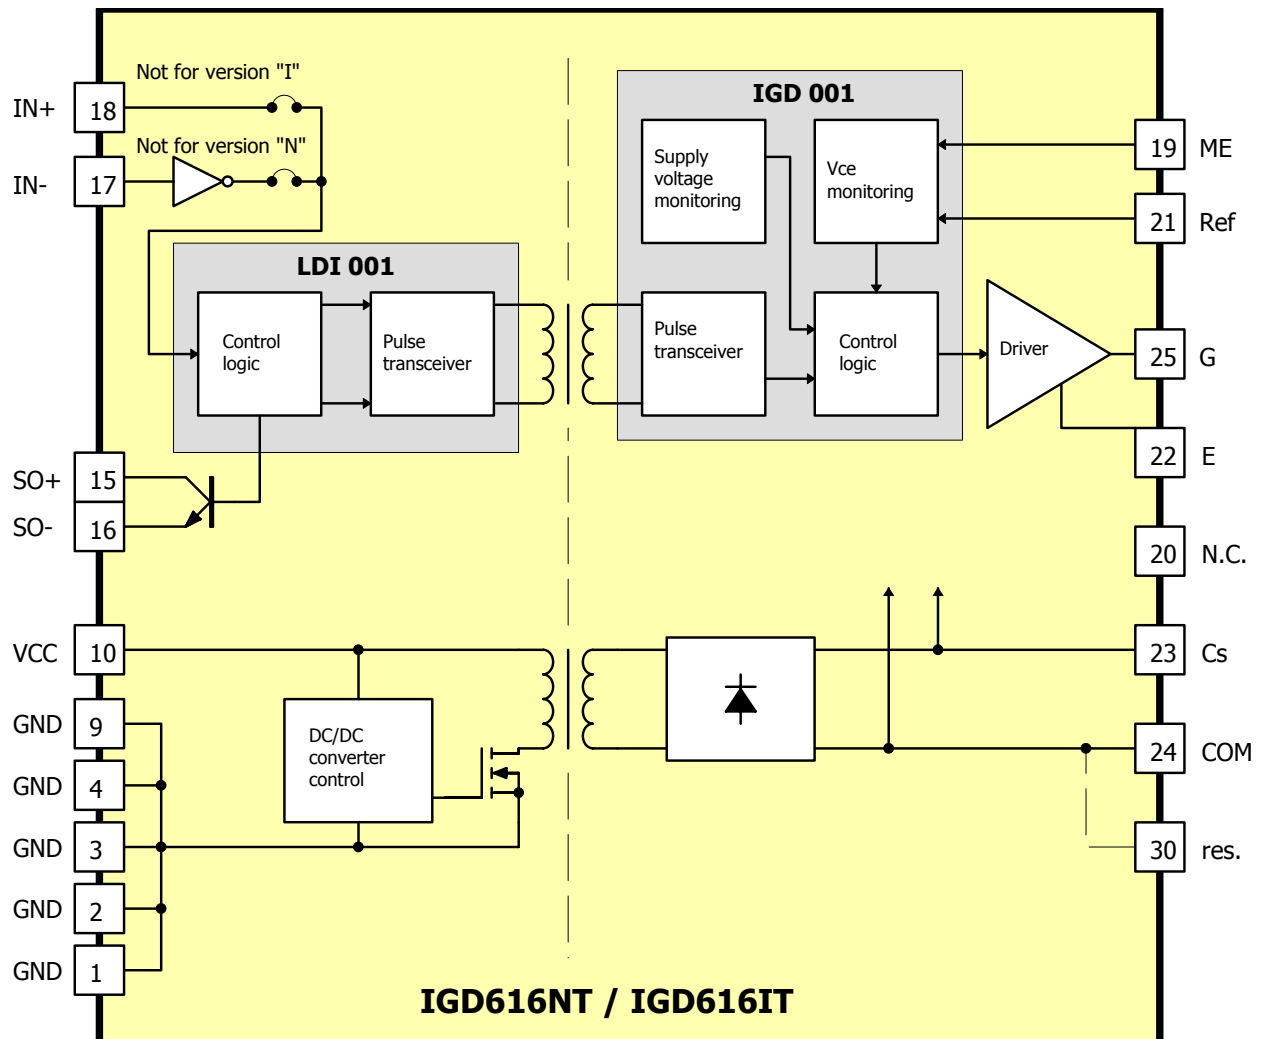 Not for version "I"
IN+
18
Not for version "N"
IN-
17
LDI 001
Control
logic
Pulse
transceiver
IGD 001
Supply
voltage
monitoring
Vce
monitoring
Pulse
transceiver
Control
logic
Driver
19
ME
21
Ref
25
G
22
E
20
N.C.
SO+
15
SO-
16
VCC
10
GND
9
GND
4
GND
3
GND
2
GND
1
DC/DC
converter
control
23
Cs
24
COM
30
res.
IGD616NT / IGD616IT